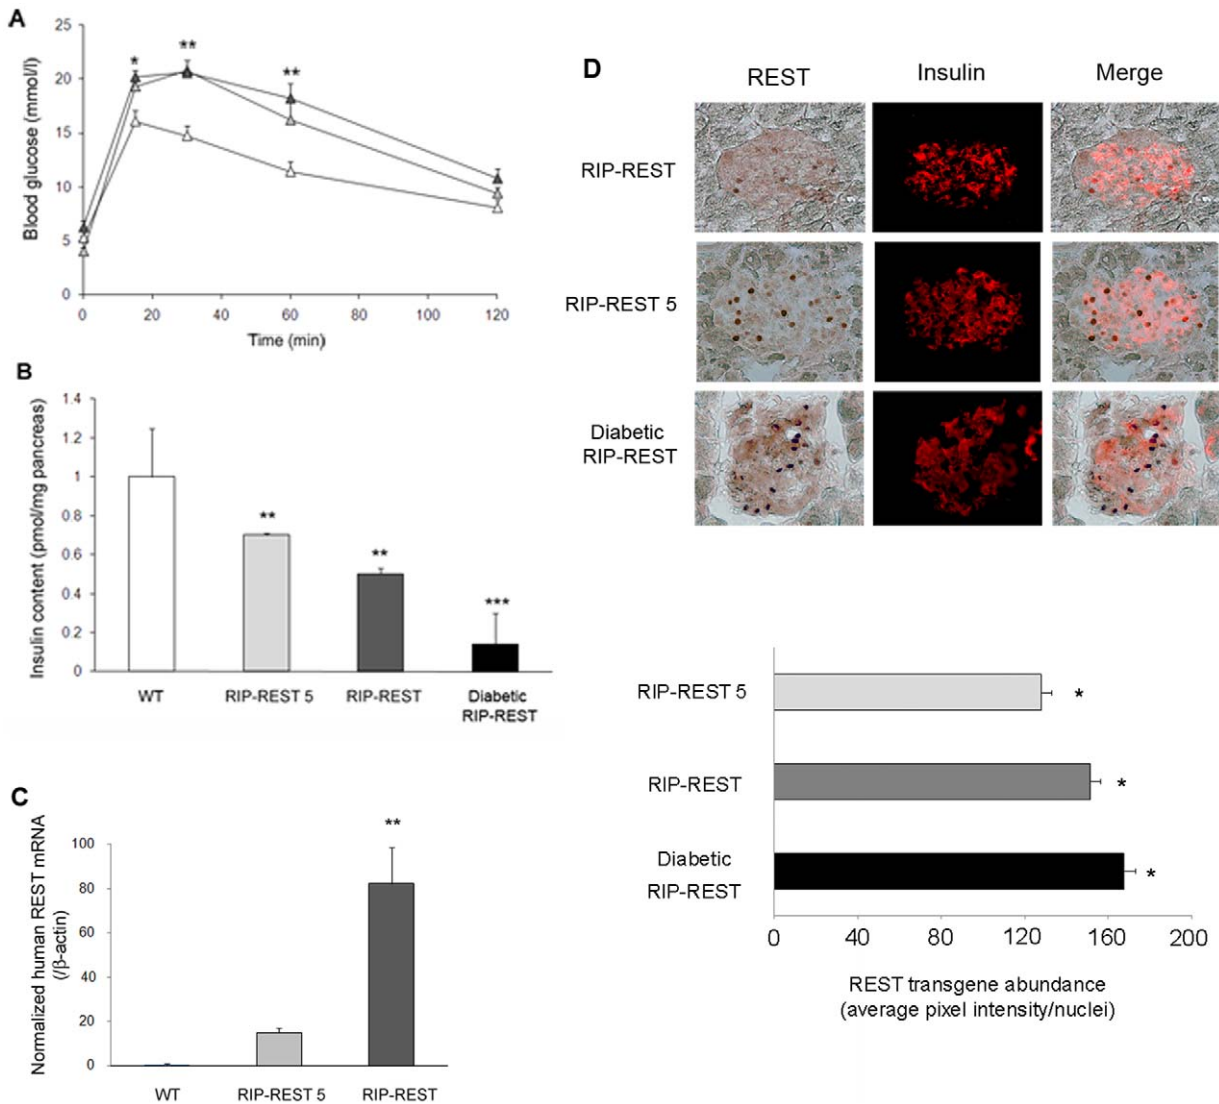 A
25
20
15
10
5
0
Blood glucose (mmol/l)
*
**
**
0
20
40
60
80
100
120
Time (min)
B
1.4
1.2
1
0.8
0.6
0.4
0.2
0
Insulin content (pmol/mg pancreas)
**
**
***
WT
RIP-REST 5
RIP-REST
Diabetic
RIP-REST
C
100
80
60
40
20
0
Normalized human REST mRNA
(/β-actin)
**
WT
RIP-REST 5
RIP-REST
D
REST
Insulin
Merge
RIP-REST
RIP-REST 5
Diabetic
RIP-REST
RIP-REST 5
*
RIP-REST
*
Diabetic
RIP-REST
*
0
40
80
120
160
200
REST transgene abundance
(average pixel intensity/nuclei)